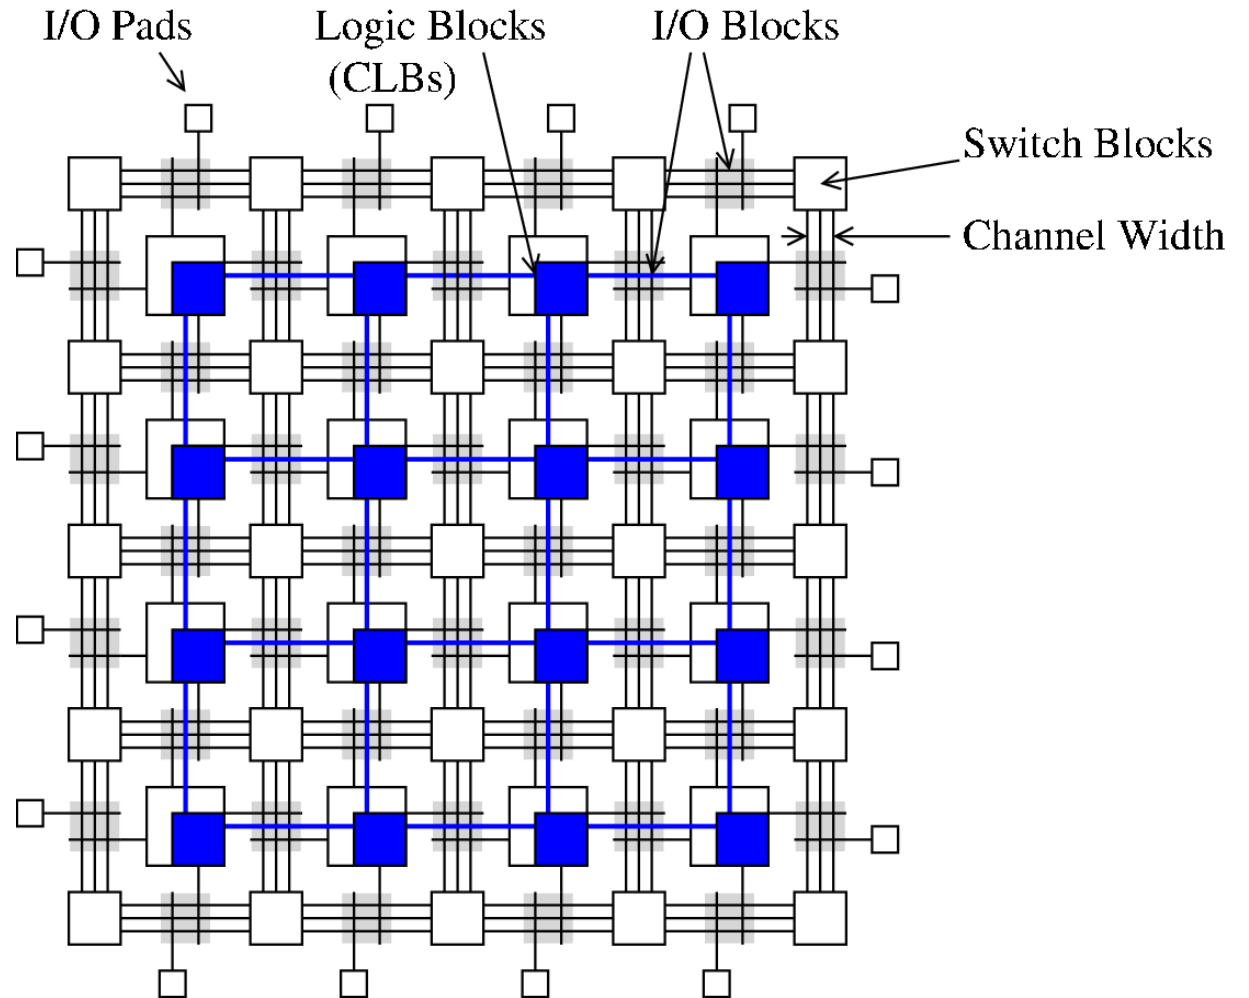 I/O Pads
Logic Blocks
(CLBs)
I/O Blocks
Switch Blocks
Channel Width